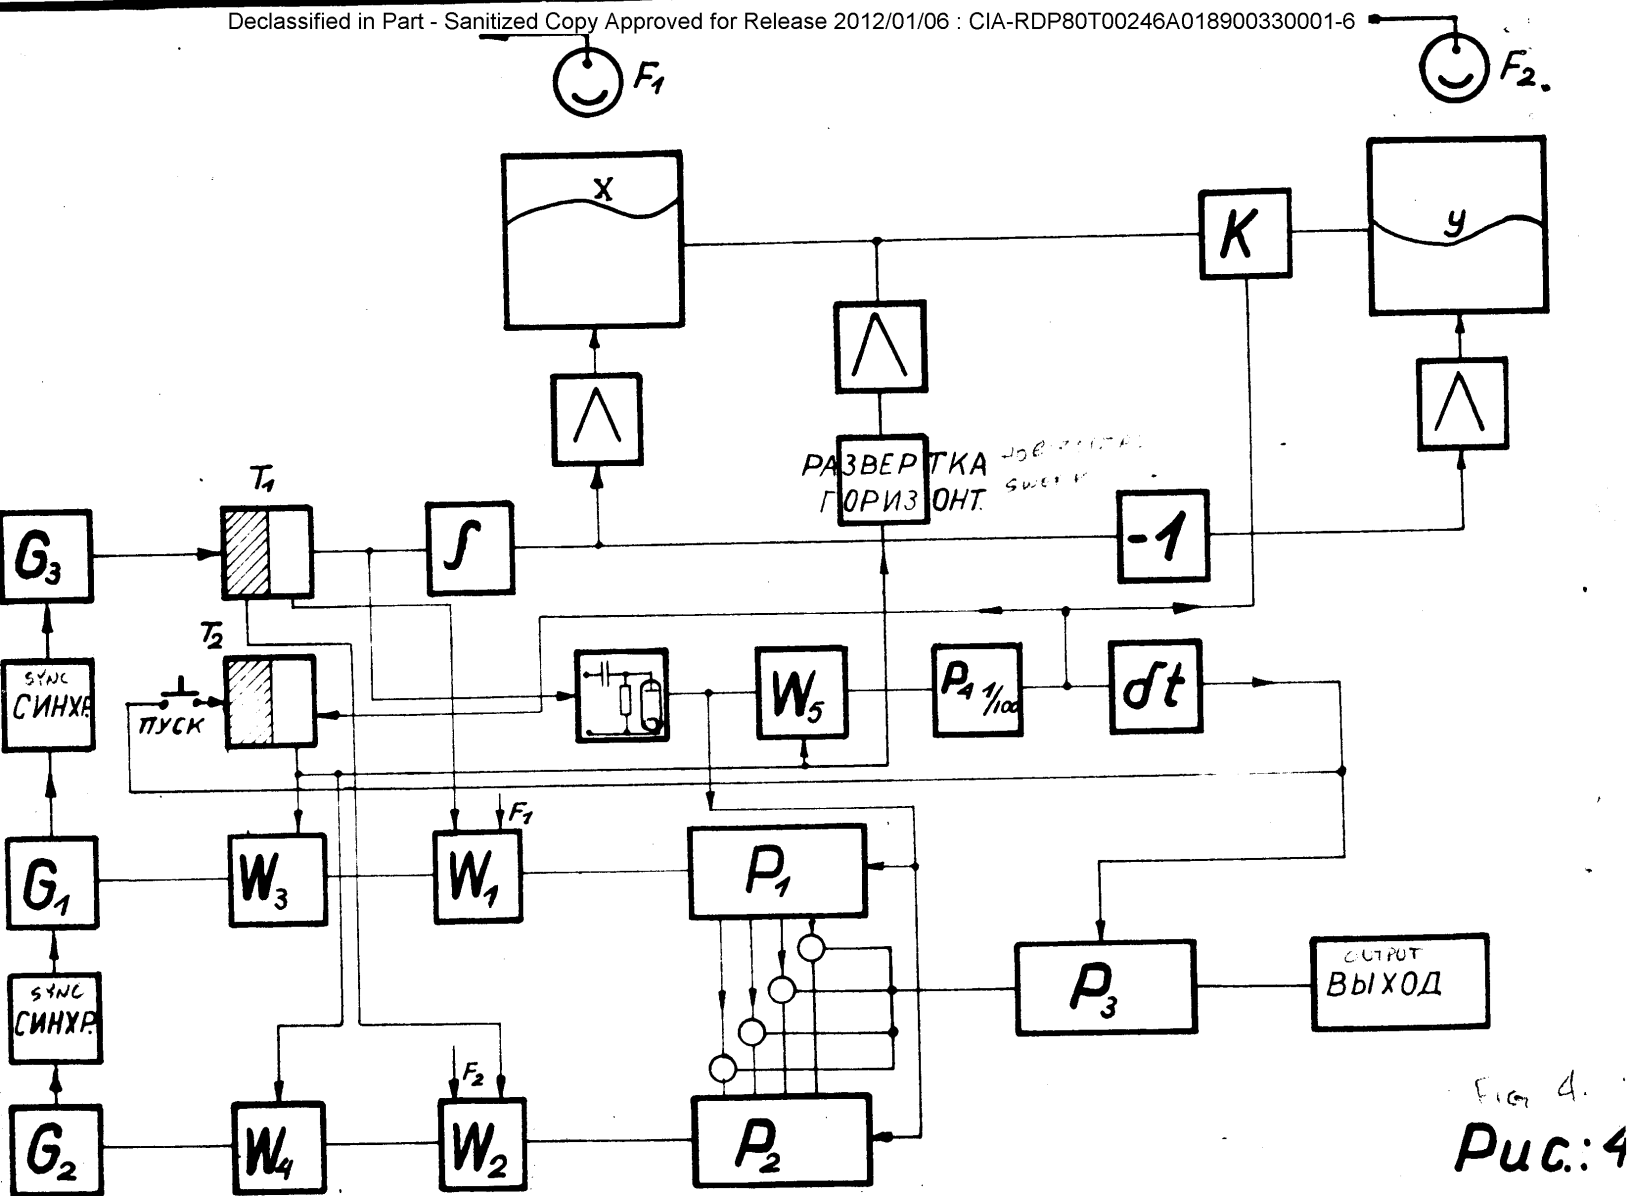 Declassified in Part - Sanitized Copy Approved for Release 2012/01/06 : CIA-RDP80T00246A018900330001-6
F1
F2.
X
K
y
РАЗВЕРТКА
ГОРИЗОНТ.
SWEEP
T1
G3
∫
-1
T2
SYNC
СИНХР.
ПУСК
W5
P4 1/100
δt
F1
G1
W3
W1
P1
SYNC
СИНХР.
P3
OUTPUT
ВЫХОД
F2
G2
W4
W2
P2
Fig 4.
Рис.: 4